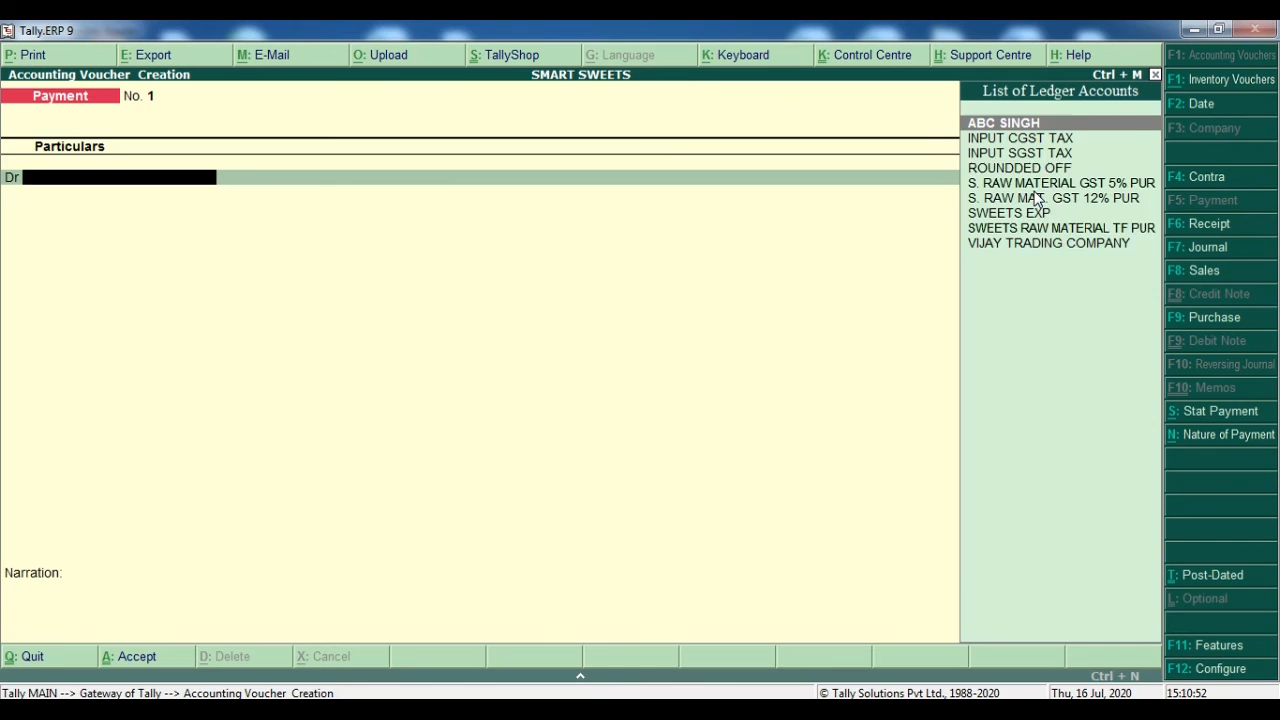 Tally.ERP 9
P: Print E: Export M: E-Mail O: Upload S: TallyShop G: Language K: Keyboard K: Control Centre H: Support Centre H: Help
Accounting Voucher Creation SMART SWEETS Ctrl + M
Payment No. 1
Particulars
Dr
List of Ledger Accounts
ABC SINGH
INPUT CGST TAX
INPUT SGST TAX
ROUNDDED OFF
S. RAW MATERIAL GST 5% PUR
S. RAW MAT. GST 12% PUR
SWEETS EXP
SWEETS RAW MATERIAL TF PUR
VIJAY TRADING COMPANY
F1: Accounting Vouchers
F1: Inventory Vouchers
F2: Date
F3: Company
F4: Contra
F5: Payment
F6: Receipt
F7: Journal
F8: Sales
F8: Credit Note
F9: Purchase
F9: Debit Note
F10: Reversing Journal
F10: Memos
S: Stat Payment
N: Nature of Payment
T: Post-Dated
L: Optional
F11: Features
F12: Configure
Narration:
Q: Quit A: Accept D: Delete X: Cancel
Ctrl + N
Tally MAIN --> Gateway of Tally --> Accounting Voucher Creation © Tally Solutions Pvt Ltd., 1988-2020 Thu, 16 Jul, 2020 15:10:52